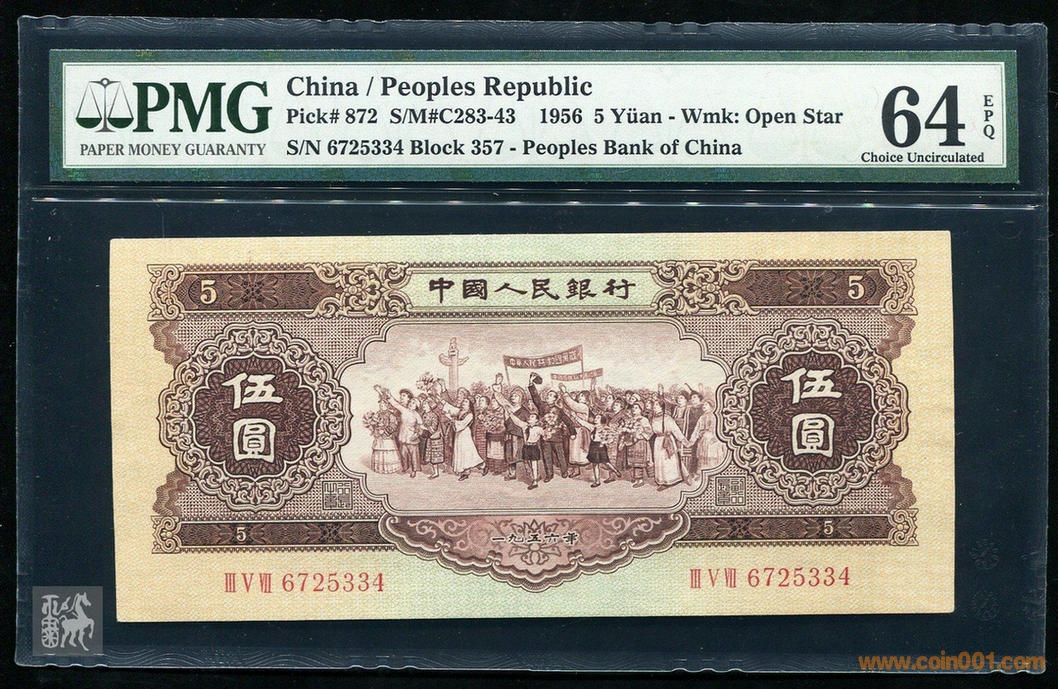 China / Peoples Republic
PMG
Pick# 872 S/M#C283-43 1956 5 Yüan - Wmk: Open Star
PAPER MONEY GUARANTY
S/N 6725334 Block 357 - Peoples Bank of China
64
EPQ
Choice Uncirculated
5
中國人民銀行
5
伍圓
伍圓
5
一九五六年
5
ⅢⅤⅦ 6725334
ⅢⅤⅦ 6725334
www.coin001.com